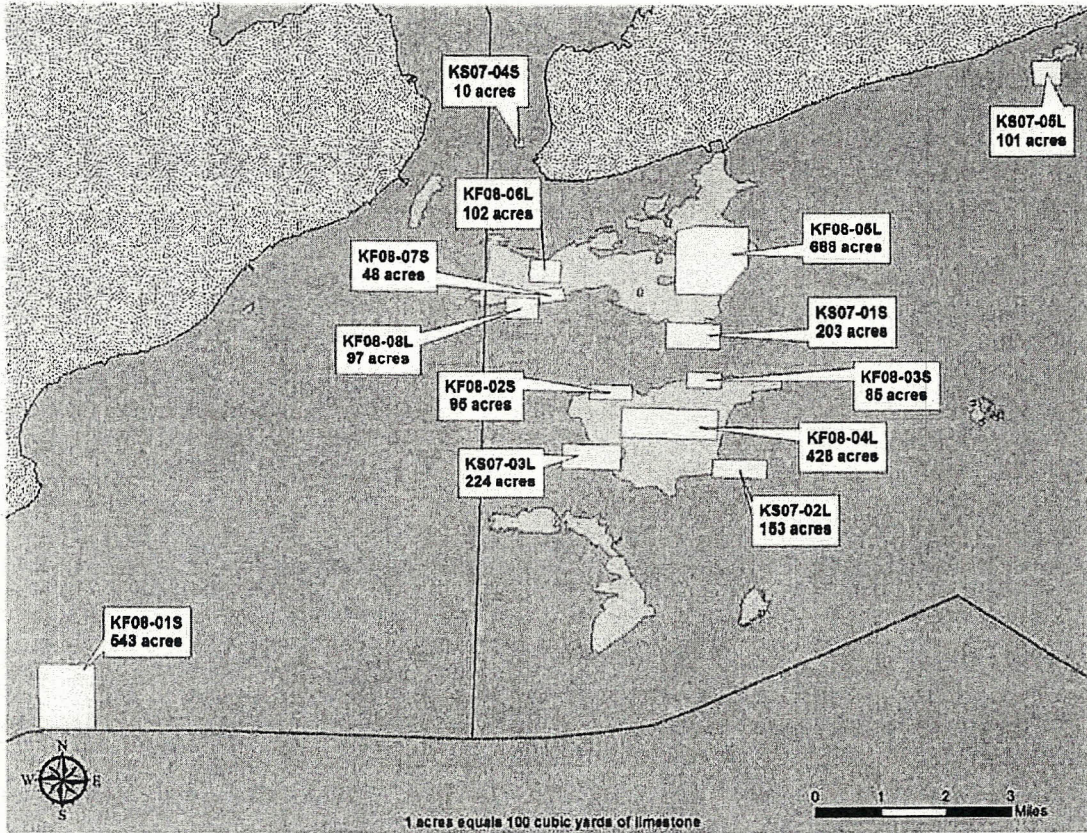 KS07-04S
10 acres
KS07-05L
101 acres
KF08-06L
102 acres
KF08-05L
688 acres
KF08-07S
48 acres
KS07-01S
203 acres
KF08-08L
97 acres
KF08-02S
95 acres
KF08-03S
85 acres
KF08-04L
428 acres
KS07-03L
224 acres
KS07-02L
153 acres
KF08-01S
543 acres
N
W E
S
0 1 2 3
Miles
1 acres equals 100 cubic yards of limestone